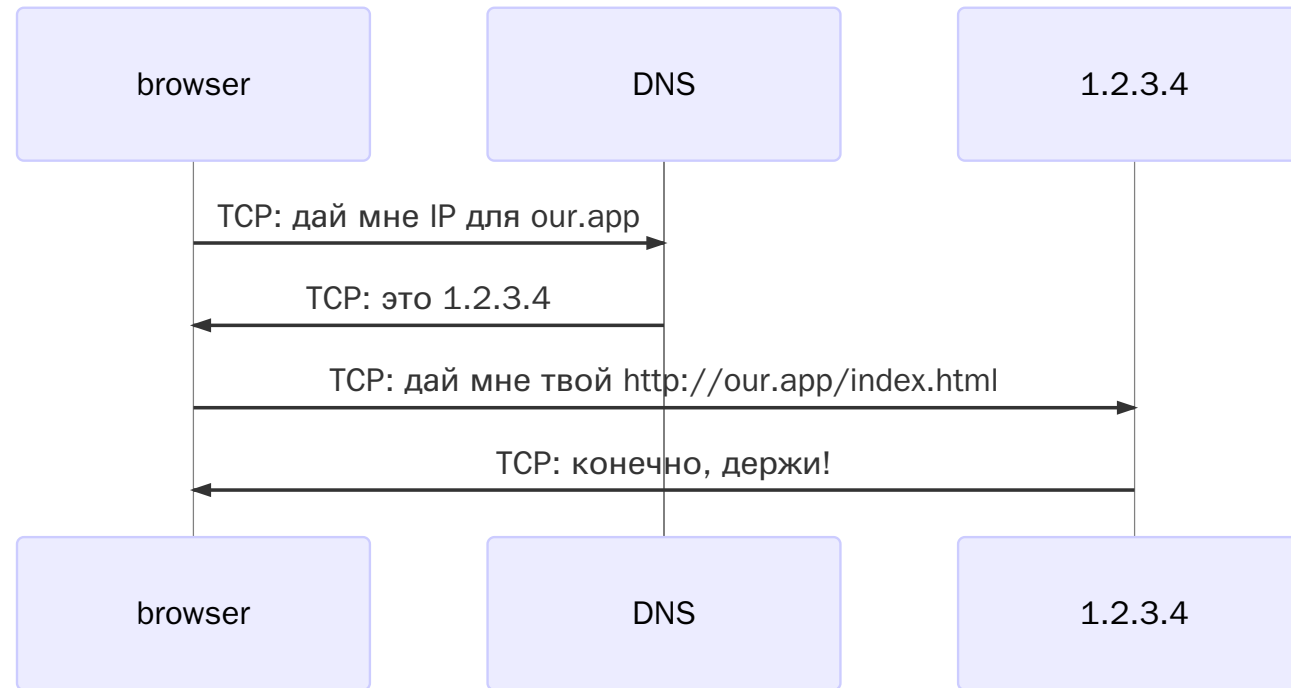 browser
DNS
1.2.3.4
TCP: дай мне IP для our.app
TCP: это 1.2.3.4
TCP: дай мне твой http://our.app/index.html
TCP: конечно, держи!
browser
DNS
1.2.3.4